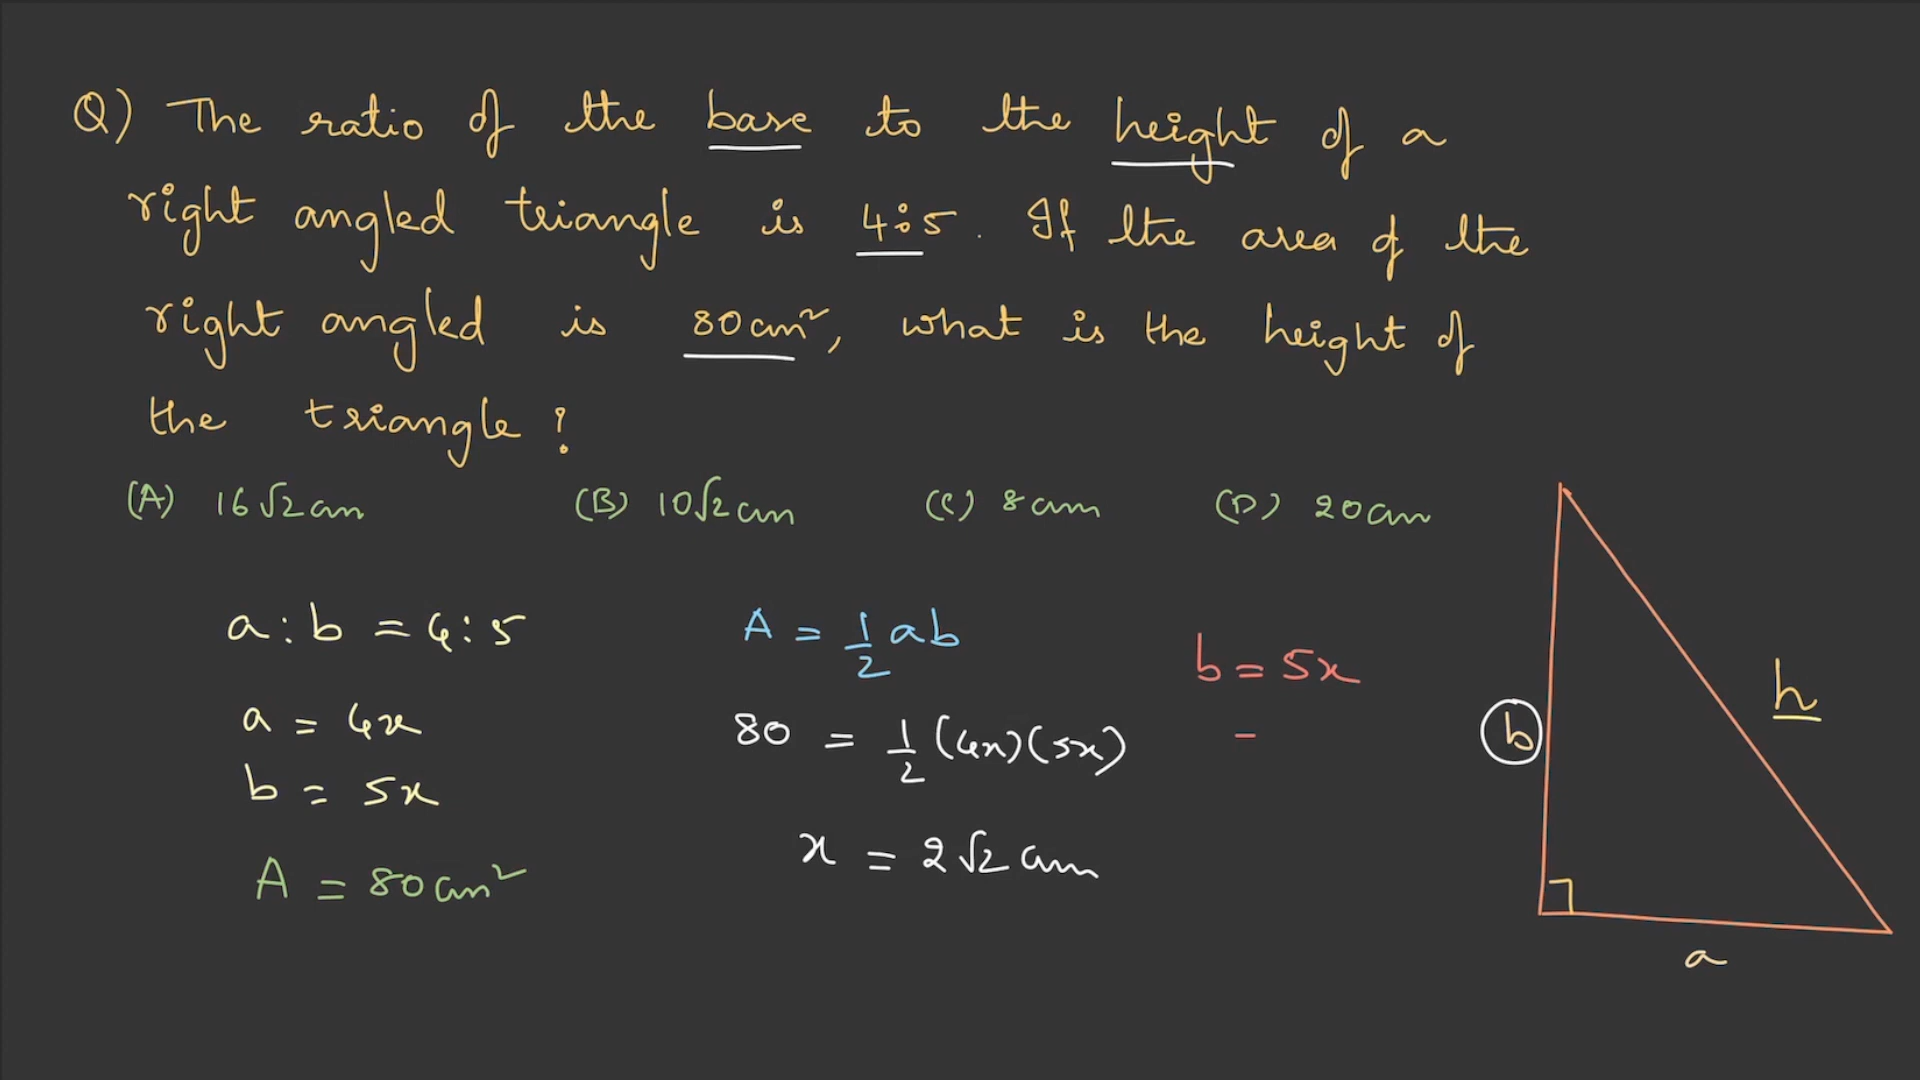 Q) The ratio of the base to the height of a
right angled triangle is 4:5. If the area of the
right angled is 80cm², what is the height of
the triangle?
(A) 16√2cm (B) 10√2cm (C) 8cm (D) 20cm
a:b = 4:5
a = 4x
b = 5x
A = 80cm²
A = 1/2 ab
80 = 1/2 (4x)(5x)
x = 2√2 cm
b = 5x
=
b
h
a